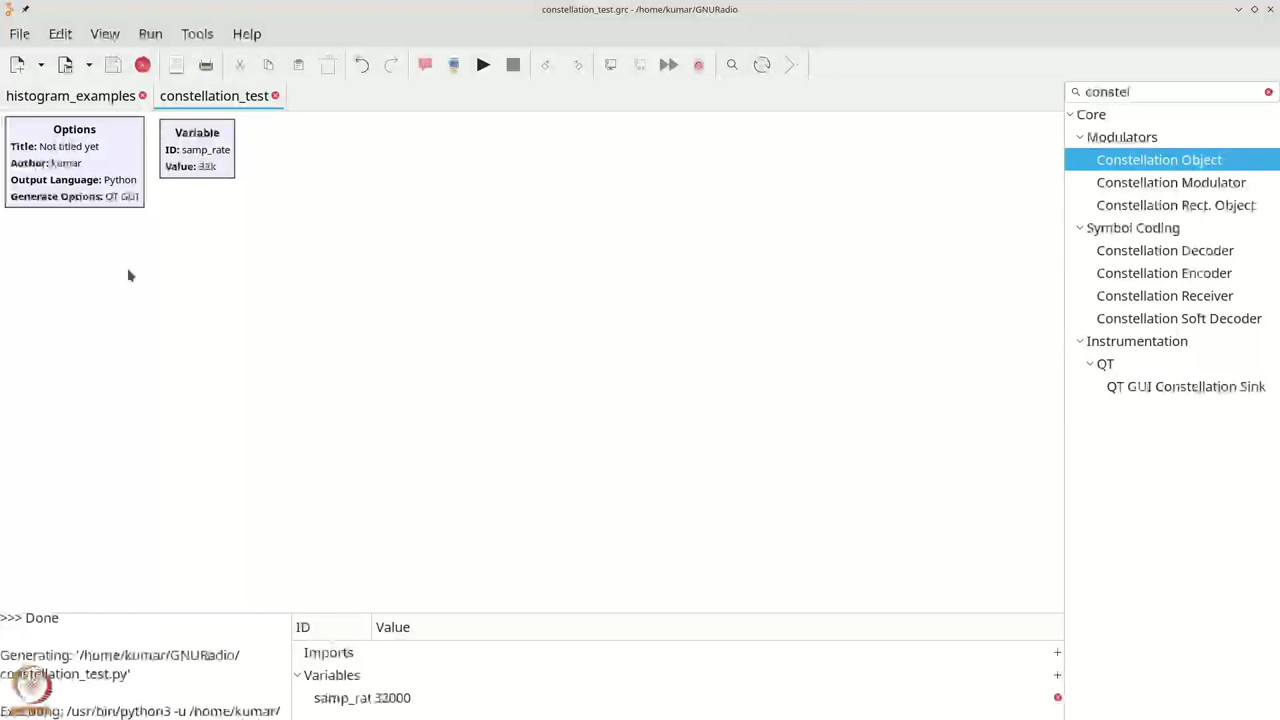 constellation_test.grc - /home/kumar/GNURadio
File Edit View Run Tools Help
histogram_examples constellation_test
constel
Options
Title: Not titled yet
Author: kumar
Output Language: Python
Generate Options: QT GUI
Variable
ID: samp_rate
Value: 32k
Core
Modulators
Constellation Object
Constellation Modulator
Constellation Rect. Object
Symbol Coding
Constellation Decoder
Constellation Encoder
Constellation Receiver
Constellation Soft Decoder
Instrumentation
QT
QT GUI Constellation Sink
>>> Done
Generating: '/home/kumar/GNURadio/
constellation_test.py'
Executing: /usr/bin/python3 -u /home/kumar/
ID Value
Imports
Variables
samp_rat 32000